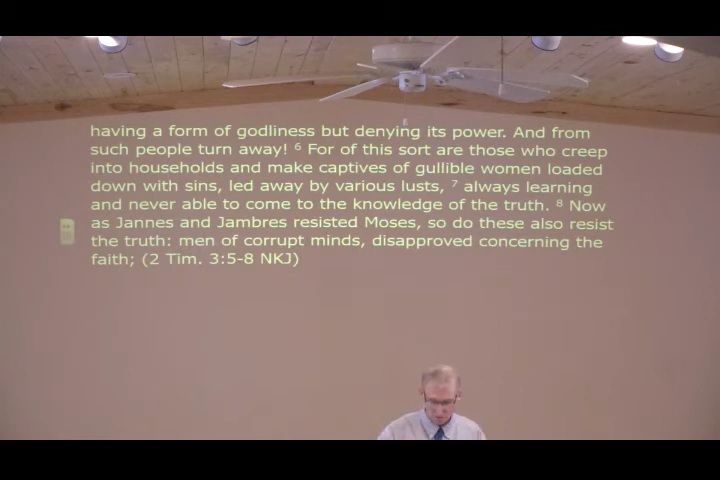 having a form of godliness but denying its power. And from
such people turn away! ⁶ For of this sort are those who creep
into households and make captives of gullible women loaded
down with sins, led away by various lusts, ⁷ always learning
and never able to come to the knowledge of the truth. ⁸ Now
as Jannes and Jambres resisted Moses, so do these also resist
the truth: men of corrupt minds, disapproved concerning the
faith; (2 Tim. 3:5-8 NKJ)